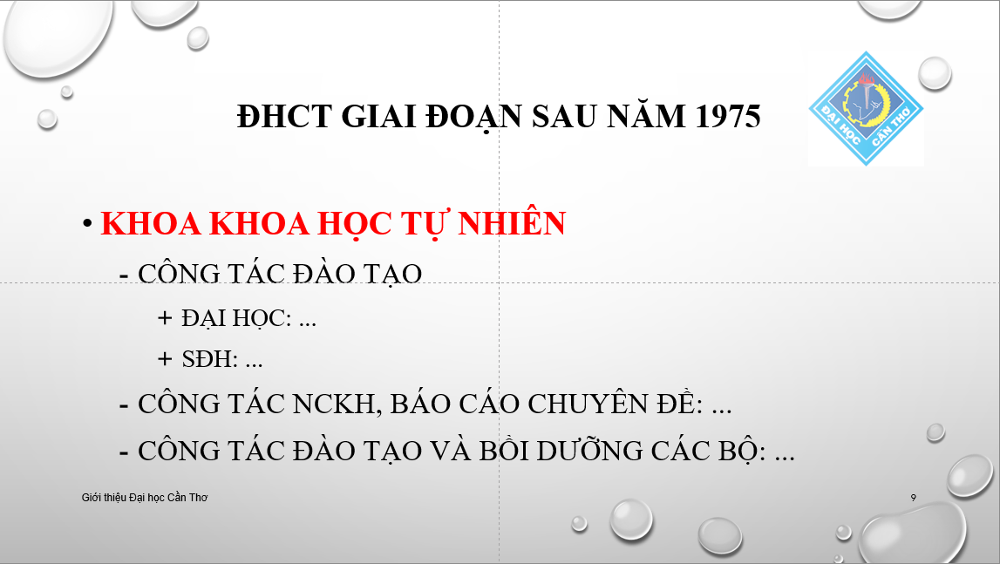 ĐHCT GIAI ĐOẠN SAU NĂM 1975
ĐẠI HỌC CẦN THƠ
• KHOA KHOA HỌC TỰ NHIÊN
- CÔNG TÁC ĐÀO TẠO
+ ĐẠI HỌC: ...
+ SĐH: ...
- CÔNG TÁC NCKH, BÁO CÁO CHUYÊN ĐỀ: ...
- CÔNG TÁC ĐÀO TẠO VÀ BỒI DƯỠNG CÁC BỘ: ...
Giới thiệu Đại học Cần Thơ
9